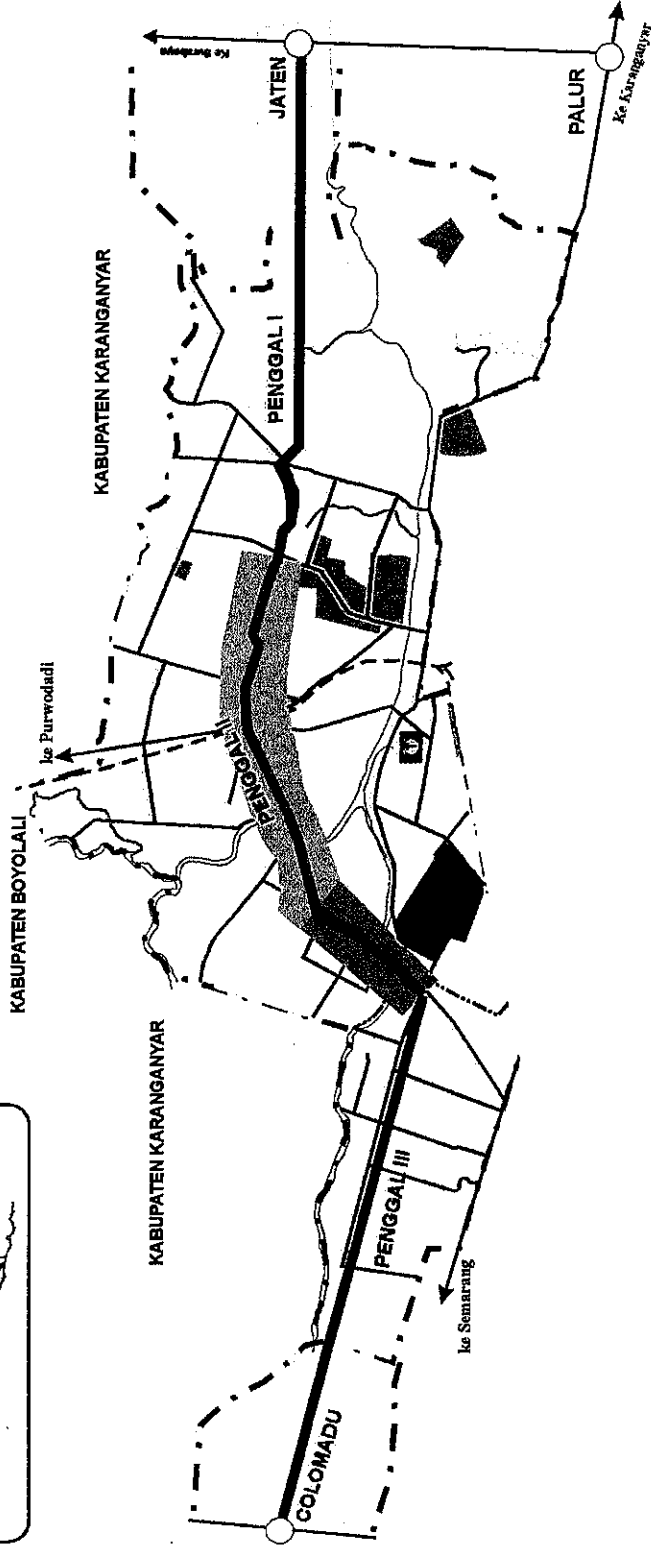 KABUPATEN BOYOLALI
ke Purwodadi
KABUPATEN KARANGANYAR
KABUPATEN KARANGANYAR
Ke Surabaya
JATEN
PENGGAL I
PENGGAL II
PALUR
Ke Karanganyar
PENGGAL III
COLOMADU
ke Semarang